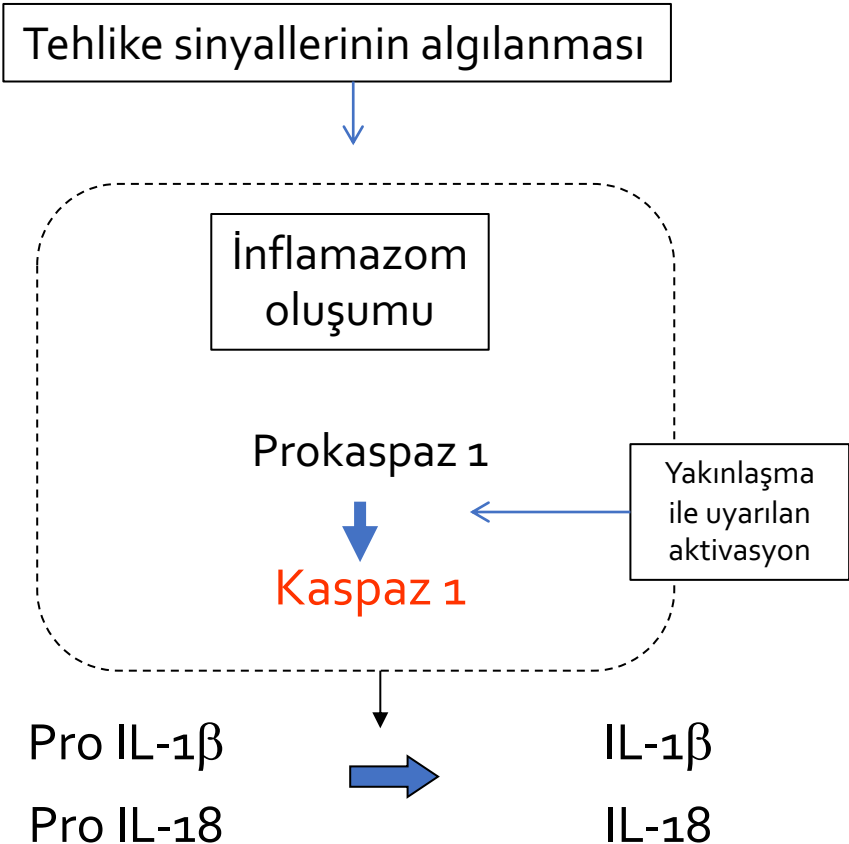 Tehlike sinyallerinin algılanması
İnflamazom
oluşumu
Prokaspaz 1
Yakınlaşma
ile uyarılan
aktivasyon
Kaspaz 1
Pro IL-1β
IL-1β
Pro IL-18
IL-18